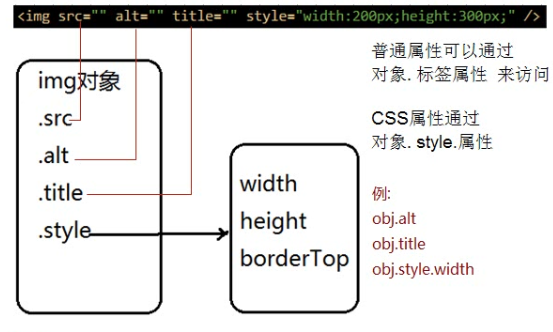 <img src="" alt="" title="" style="width:200px;height:300px;" />
img对象
.src
.alt
.title
.style
width
height
borderTop
普通属性可以通过
对象.标签属性 来访问
CSS属性通过
对象.style.属性
例:
obj.alt
obj.title
obj.style.width